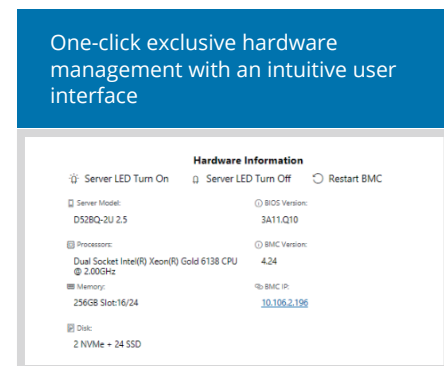 One-click exclusive hardware
management with an intuitive user
interface
Hardware Information
Server LED Turn On Server LED Turn Off Restart BMC
Server Model: BIOS Version:
D52BQ-2U 2.5 3A11.Q10
Processors: BMC Version:
Dual Socket Intel(R) Xeon(R) Gold 6138 CPU 4.24
@ 2.00GHz
Memory: BMC IP:
256GB Slot:16/24 10.106.2.196
Disk:
2 NVMe + 24 SSD